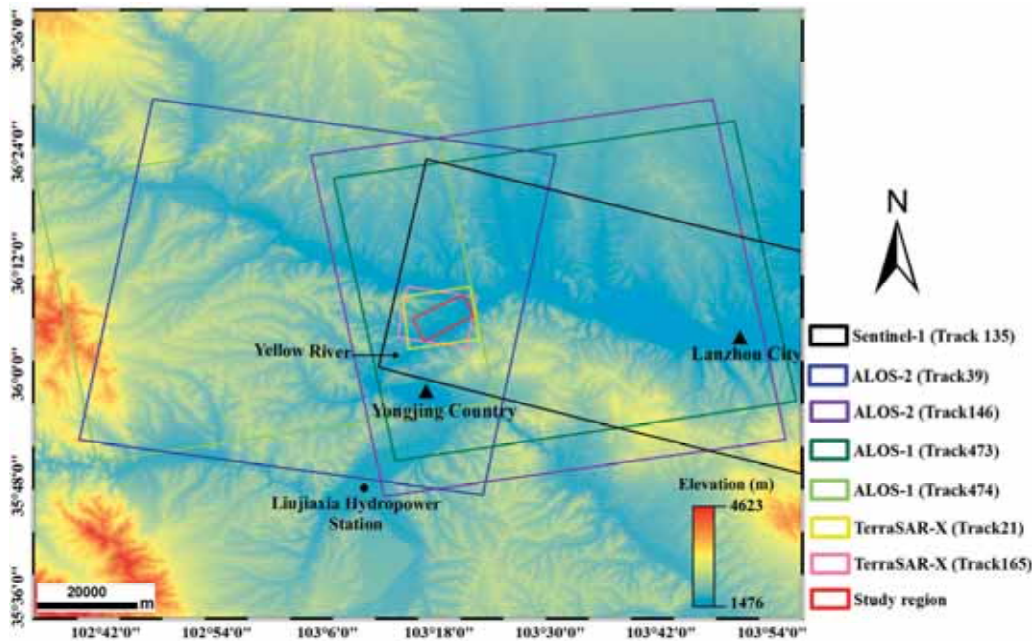 36°36'0"
36°24'0"
36°12'0"
36°0'0"
35°48'0"
35°36'0"
Yellow River
Yongjing Country
Lanzhou City
Liujiaxia Hydropower
Station
Elevation (m)
4623
1476
20000
m
102°42'0"
102°54'0"
103°6'0"
103°18'0"
103°30'0"
103°42'0"
103°54'0"
N
Sentinel-1 (Track 135)
ALOS-2 (Track39)
ALOS-2 (Track146)
ALOS-1 (Track473)
ALOS-1 (Track474)
TerraSAR-X (Track21)
TerraSAR-X (Track165)
Study region